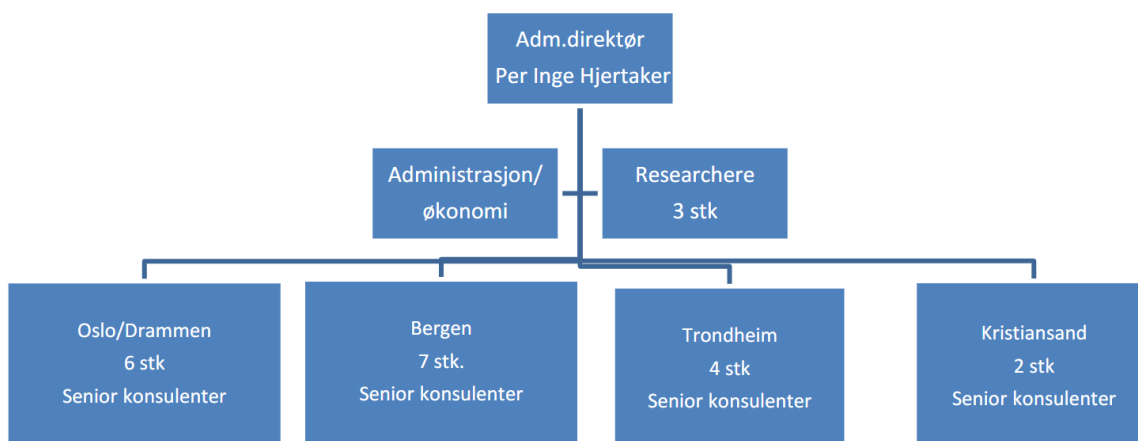 Adm.direktør
Per Inge Hjertaker
Administrasjon/
økonomi
Researchere
3 stk
Oslo/Drammen
6 stk
Senior konsulenter
Bergen
7 stk.
Senior konsulenter
Trondheim
4 stk
Senior konsulenter
Kristiansand
2 stk
Senior konsulenter